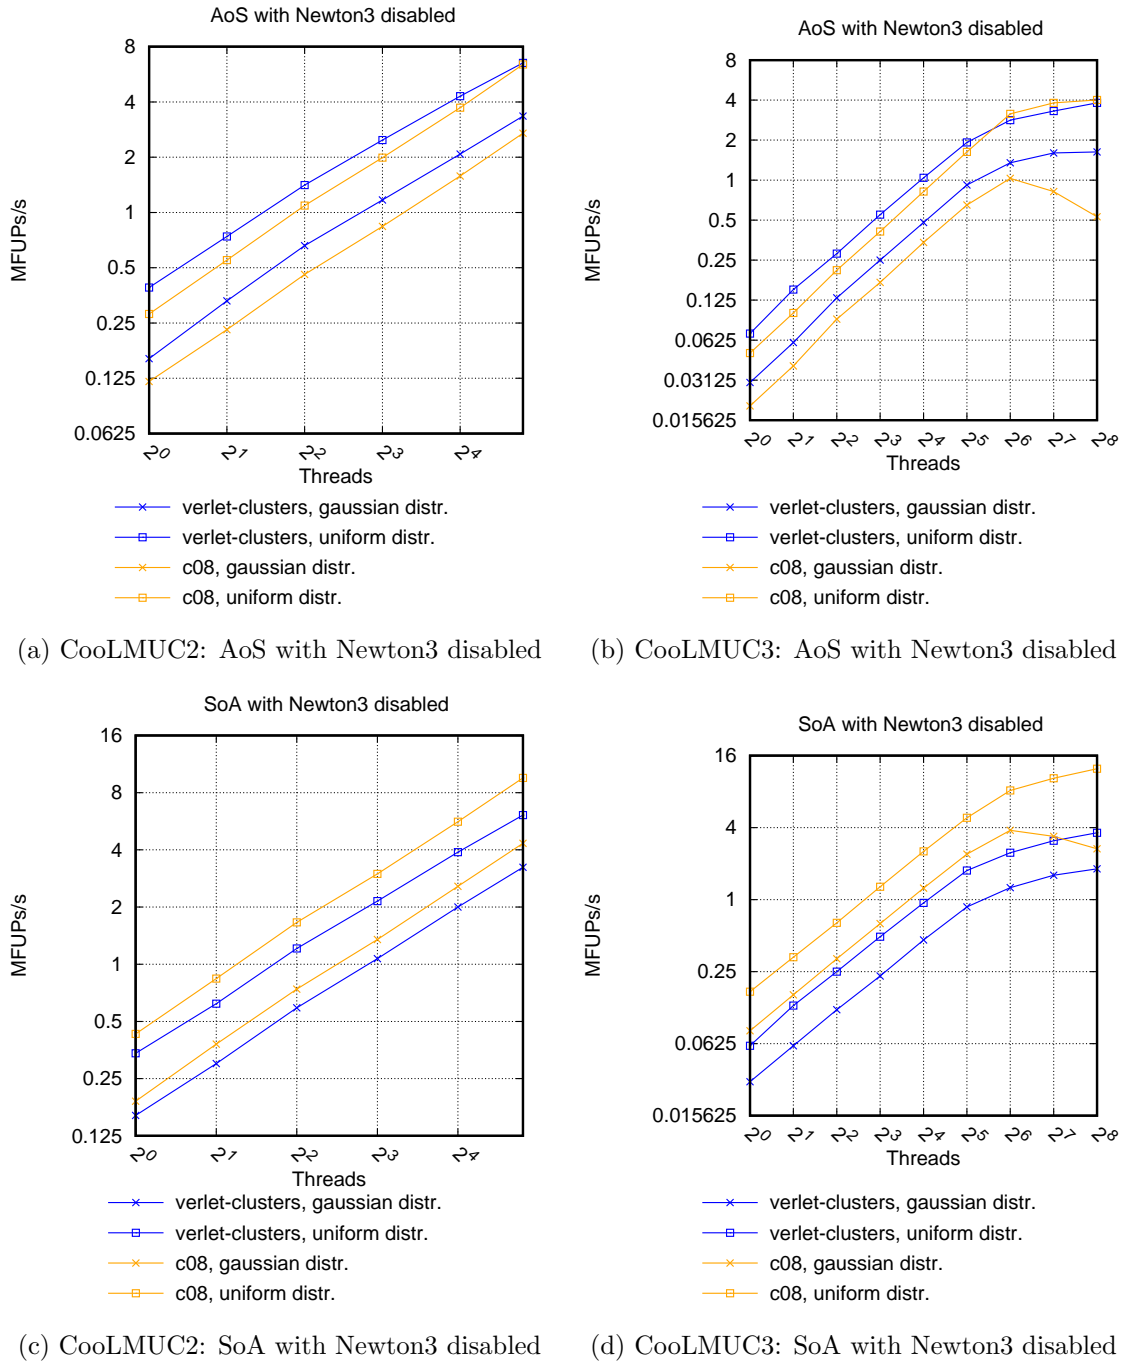 AoS with Newton3 disabled
8
4
2
1
0.5
0.25
0.125
0.0625
MFUPs/s
2^0 2^1 2^2 2^3 2^4
Threads
verlet-clusters, gaussian distr.
verlet-clusters, uniform distr.
c08, gaussian distr.
c08, uniform distr.
(a) CooLMUC2: AoS with Newton3 disabled
AoS with Newton3 disabled
8
4
2
1
0.5
0.25
0.125
0.0625
0.03125
0.015625
MFUPs/s
2^0 2^1 2^2 2^3 2^4 2^5 2^6 2^7 2^8
Threads
verlet-clusters, gaussian distr.
verlet-clusters, uniform distr.
c08, gaussian distr.
c08, uniform distr.
(b) CooLMUC3: AoS with Newton3 disabled
SoA with Newton3 disabled
16
8
4
2
1
0.5
0.25
0.125
MFUPs/s
2^0 2^1 2^2 2^3 2^4
Threads
verlet-clusters, gaussian distr.
verlet-clusters, uniform distr.
c08, gaussian distr.
c08, uniform distr.
(c) CooLMUC2: SoA with Newton3 disabled
SoA with Newton3 disabled
16
4
1
0.25
0.0625
0.015625
MFUPs/s
2^0 2^1 2^2 2^3 2^4 2^5 2^6 2^7 2^8
Threads
verlet-clusters, gaussian distr.
verlet-clusters, uniform distr.
c08, gaussian distr.
c08, uniform distr.
(d) CooLMUC3: SoA with Newton3 disabled